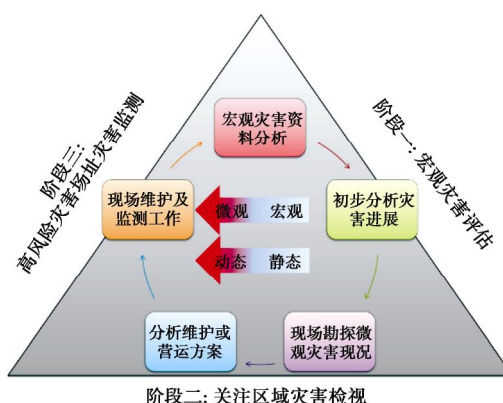 宏观灾害资
料分析
阶段一:宏观灾害评估
阶段三:
高风险灾害场址灾害监测
现场维护及
监测工作
微观 宏观
初步分析灾
害进展
动态 静态
分析维护或
营运方案
现场勘探微
观灾害现况
阶段二: 关注区域灾害检视